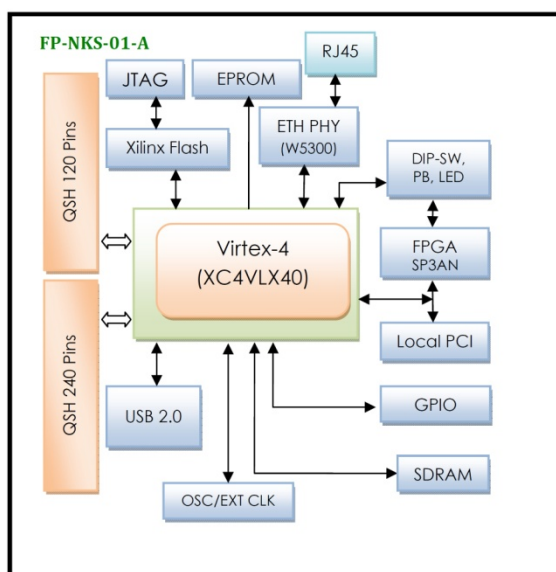 FP-NKS-01-A
RJ45
JTAG
EPROM
QSH 120 Pins
Xilinx Flash
ETH PHY
(W5300)
DIP-SW,
PB, LED
Virtex-4
(XC4VLX40)
FPGA
SP3AN
QSH 240 Pins
Local PCI
USB 2.0
GPIO
SDRAM
OSC/EXT CLK